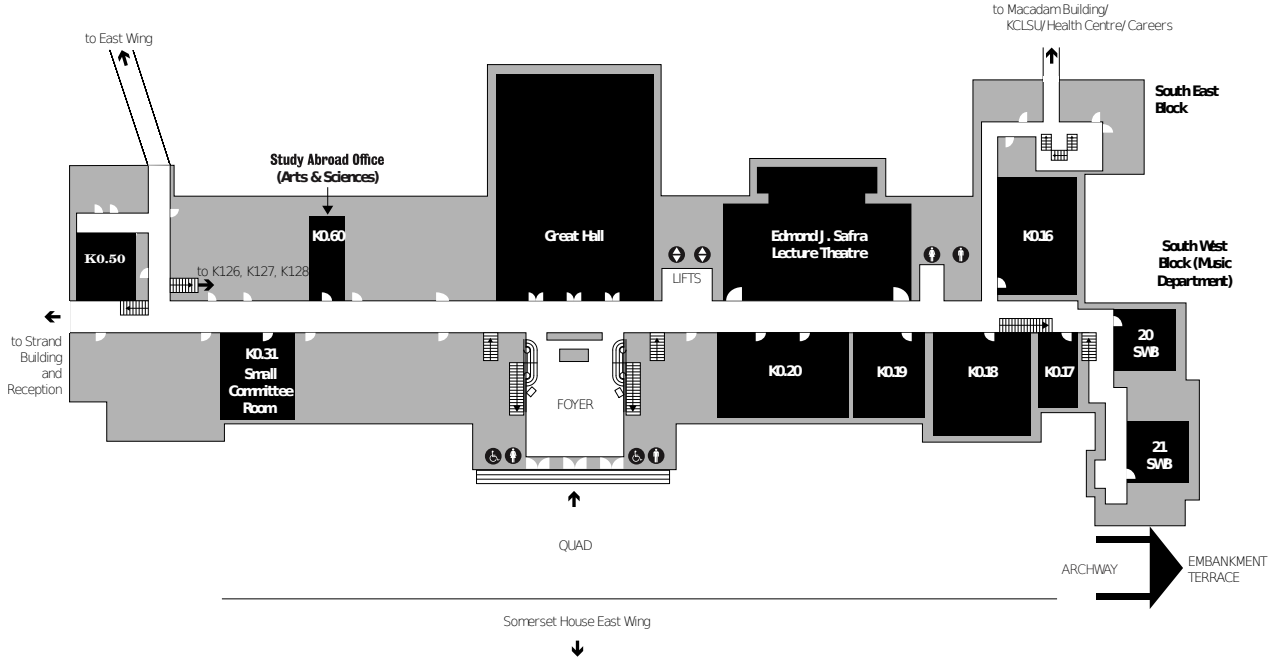 to Macadam Building/
KCLSU/Health Centre/Careers
to East Wing
South East
Block
Study Abroad Office
(Arts & Sciences)
K0.60
Great Hall
Edmond J. Safra
Lecture Theatre
K0.16
South West
Block (Music
Department)
K0.50
to K126, K127, K128
LIFTS
to Strand
Building
and
Reception
K0.31
Small
Committee
Room
FOYER
K0.20
K0.19
K0.18
K0.17
20
SWB
21
SWB
QUAD
ARCHWAY
EMBANKMENT
TERRACE
Somerset House East Wing